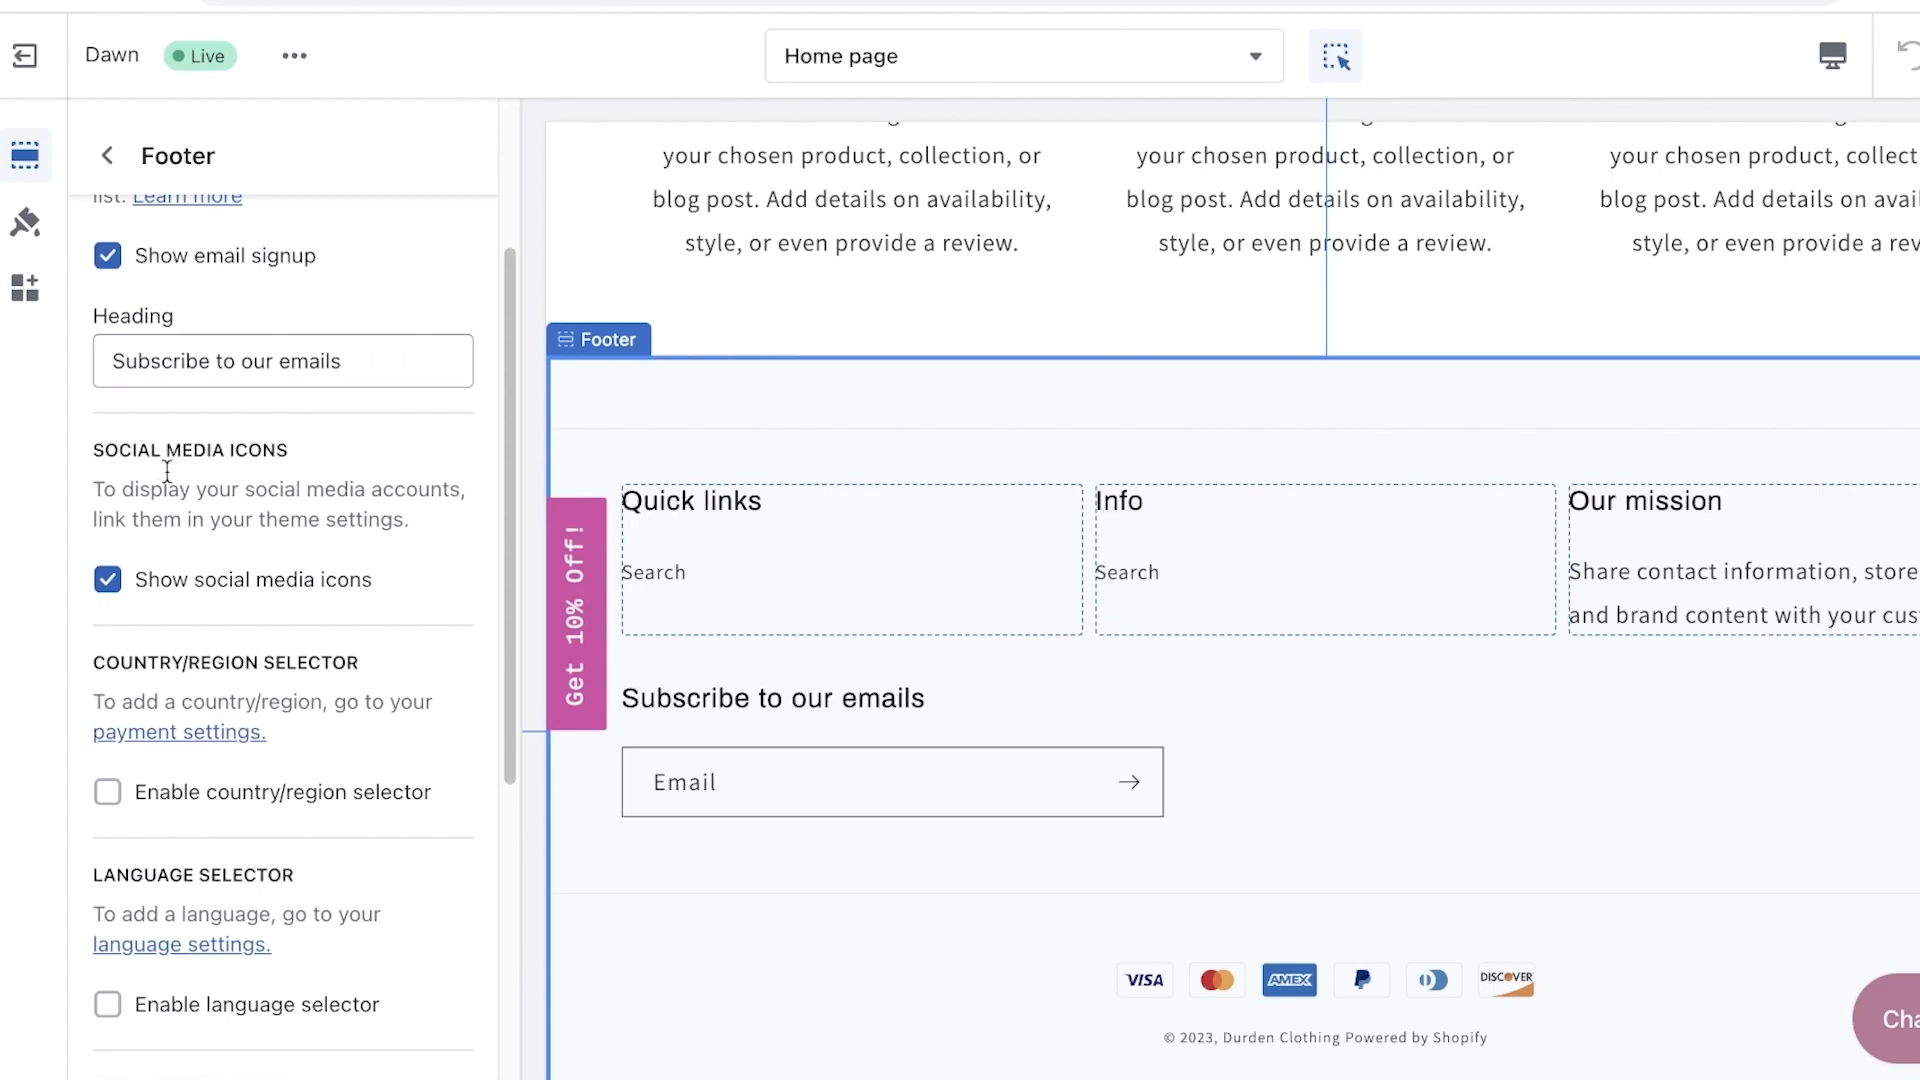 Dawn
Live
Home page
Footer
list. Learn more
Show email signup
Heading
Subscribe to our emails
SOCIAL MEDIA ICONS
To display your social media accounts,
link them in your theme settings.
Show social media icons
COUNTRY/REGION SELECTOR
To add a country/region, go to your
payment settings.
Enable country/region selector
LANGUAGE SELECTOR
To add a language, go to your
language settings.
Enable language selector
your chosen product, collection, or
blog post. Add details on availability,
style, or even provide a review.
your chosen product, collection, or
blog post. Add details on availability,
style, or even provide a review.
your chosen product, collect
blog post. Add details on avail
style, or even provide a rev
Footer
Get 10% Off!
Quick links
Search
Info
Search
Our mission
Share contact information, store
and brand content with your cus
Subscribe to our emails
Email
VISA
AMEX
DISCOVER
© 2023, Durden Clothing Powered by Shopify
Cha